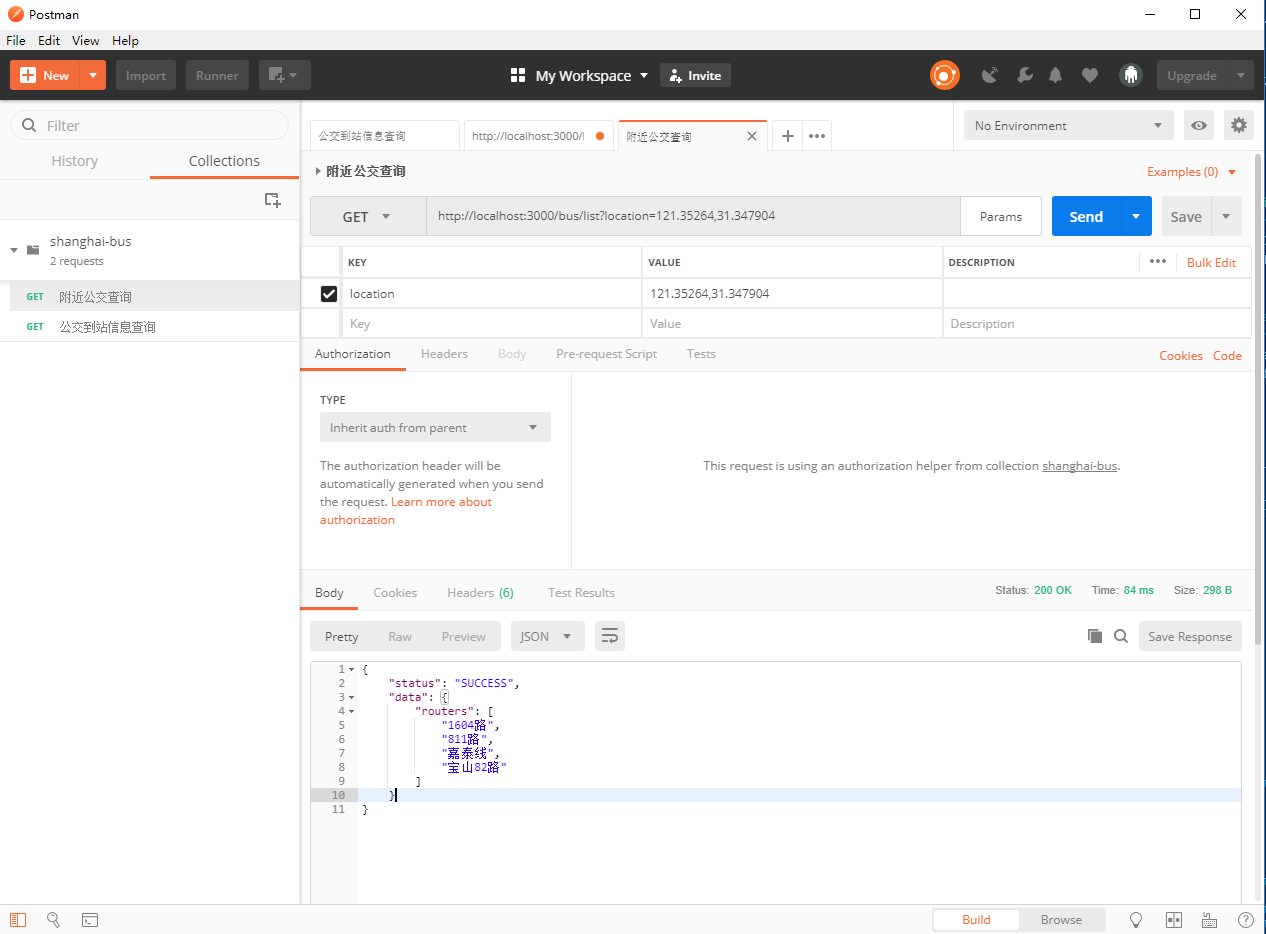 Postman
File Edit View Help
New Import Runner My Workspace Invite Upgrade
Filter
History Collections
shanghai-bus
2 requests
GET 附近公交查询
GET 公交到站信息查询
公交到站信息查询 http://localhost:3000/l 附近公交查询 No Environment
附近公交查询 Examples (0)
GET http://localhost:3000/bus/list?location=121.35264,31.347904 Params Send Save
KEY VALUE DESCRIPTION Bulk Edit
location 121.35264,31.347904
Key Value Description
Authorization Headers Body Pre-request Script Tests Cookies Code
TYPE
Inherit auth from parent
The authorization header will be
automatically generated when you send
the request. Learn more about
authorization
This request is using an authorization helper from collection shanghai-bus.
Body Cookies Headers (6) Test Results Status: 200 OK Time: 84 ms Size: 298 B
Pretty Raw Preview JSON Save Response
1 {
2 "status": "SUCCESS",
3 "data": {
4 "routers": [
5 "1604路",
6 "811路",
7 "嘉泰线",
8 "宝山82路"
9 ]
10 }
11 }
Build Browse